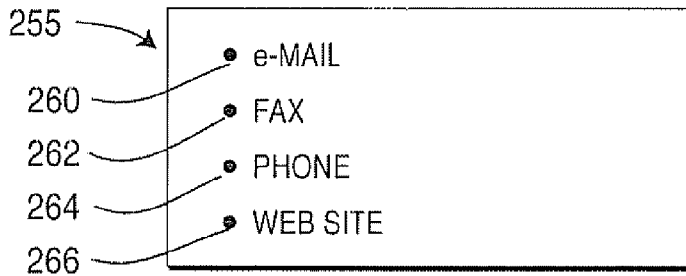 255
260 • e-MAIL
262 • FAX
264 • PHONE
266 • WEB SITE